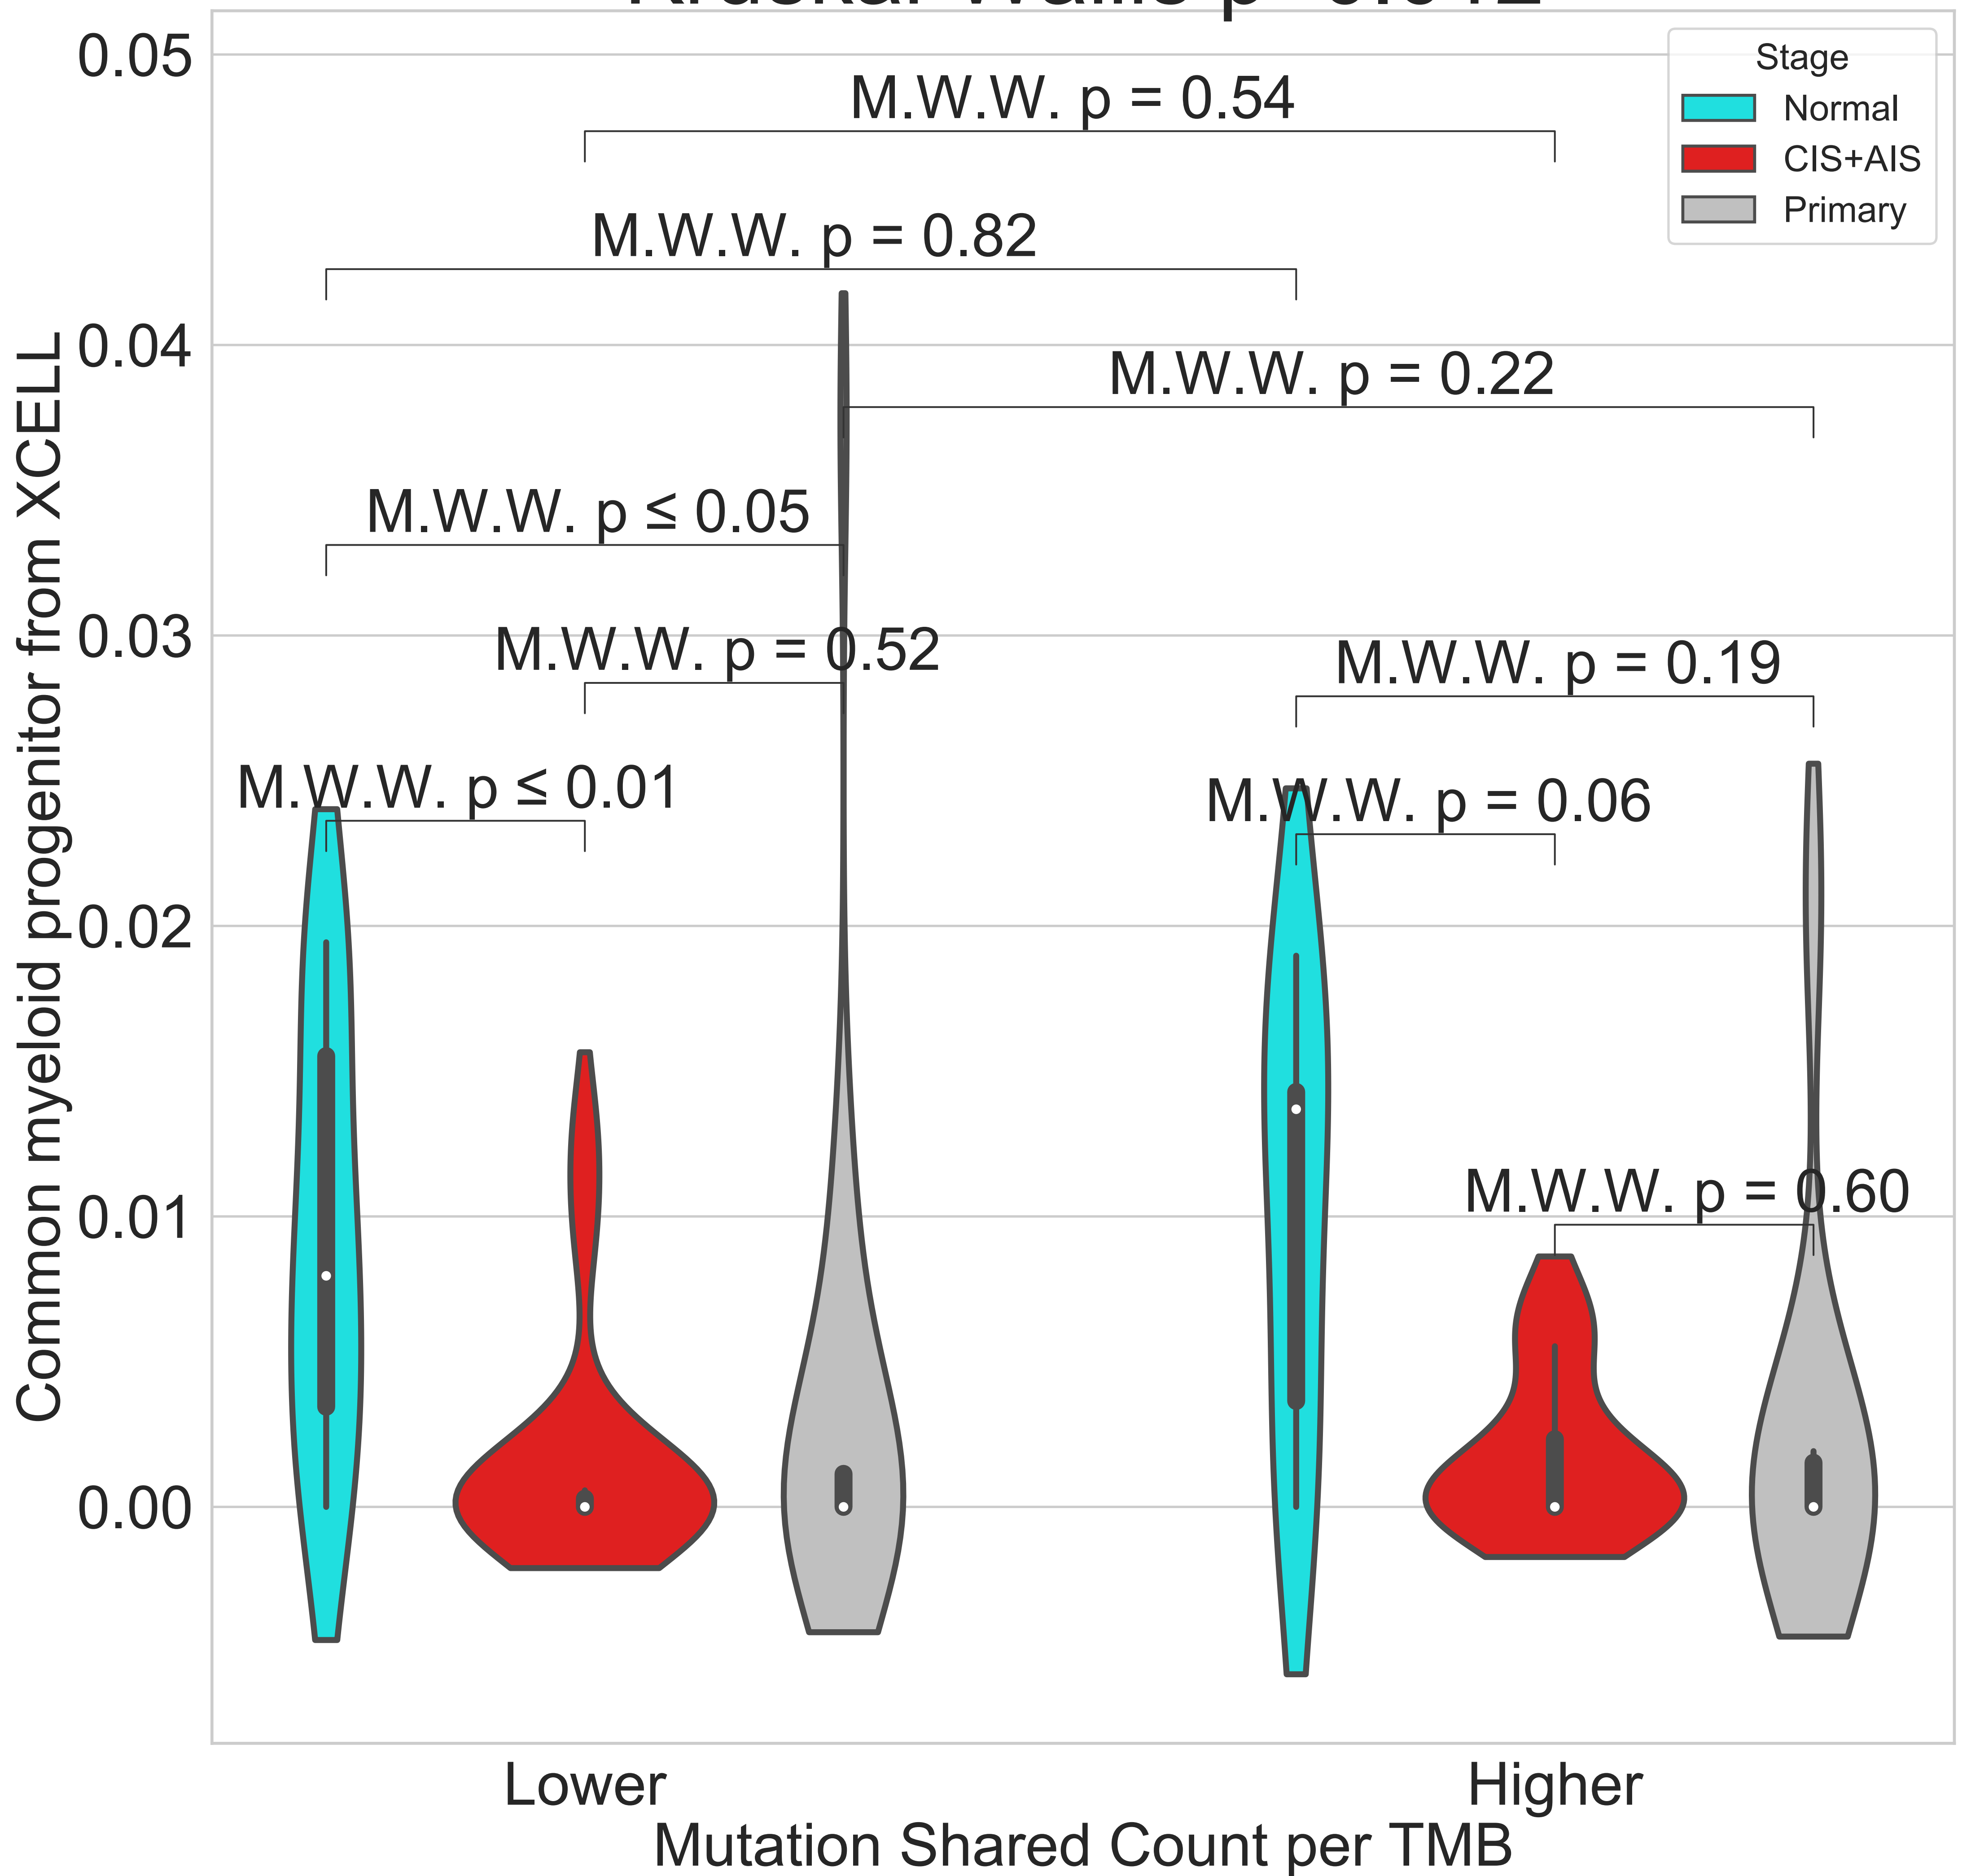 0.05
0.04
0.03
0.02
0.01
0.00
Common myeloid progenitor from XCELL
Stage
Normal
CIS+AIS
Primary
M.W.W. p = 0.54
M.W.W. p = 0.82
M.W.W. p = 0.22
M.W.W. p ≤ 0.05
M.W.W. p = 0.52
M.W.W. p = 0.19
M.W.W. p ≤ 0.01
M.W.W. p = 0.06
M.W.W. p = 0.60
Lower
Higher
Mutation Shared Count per TMB